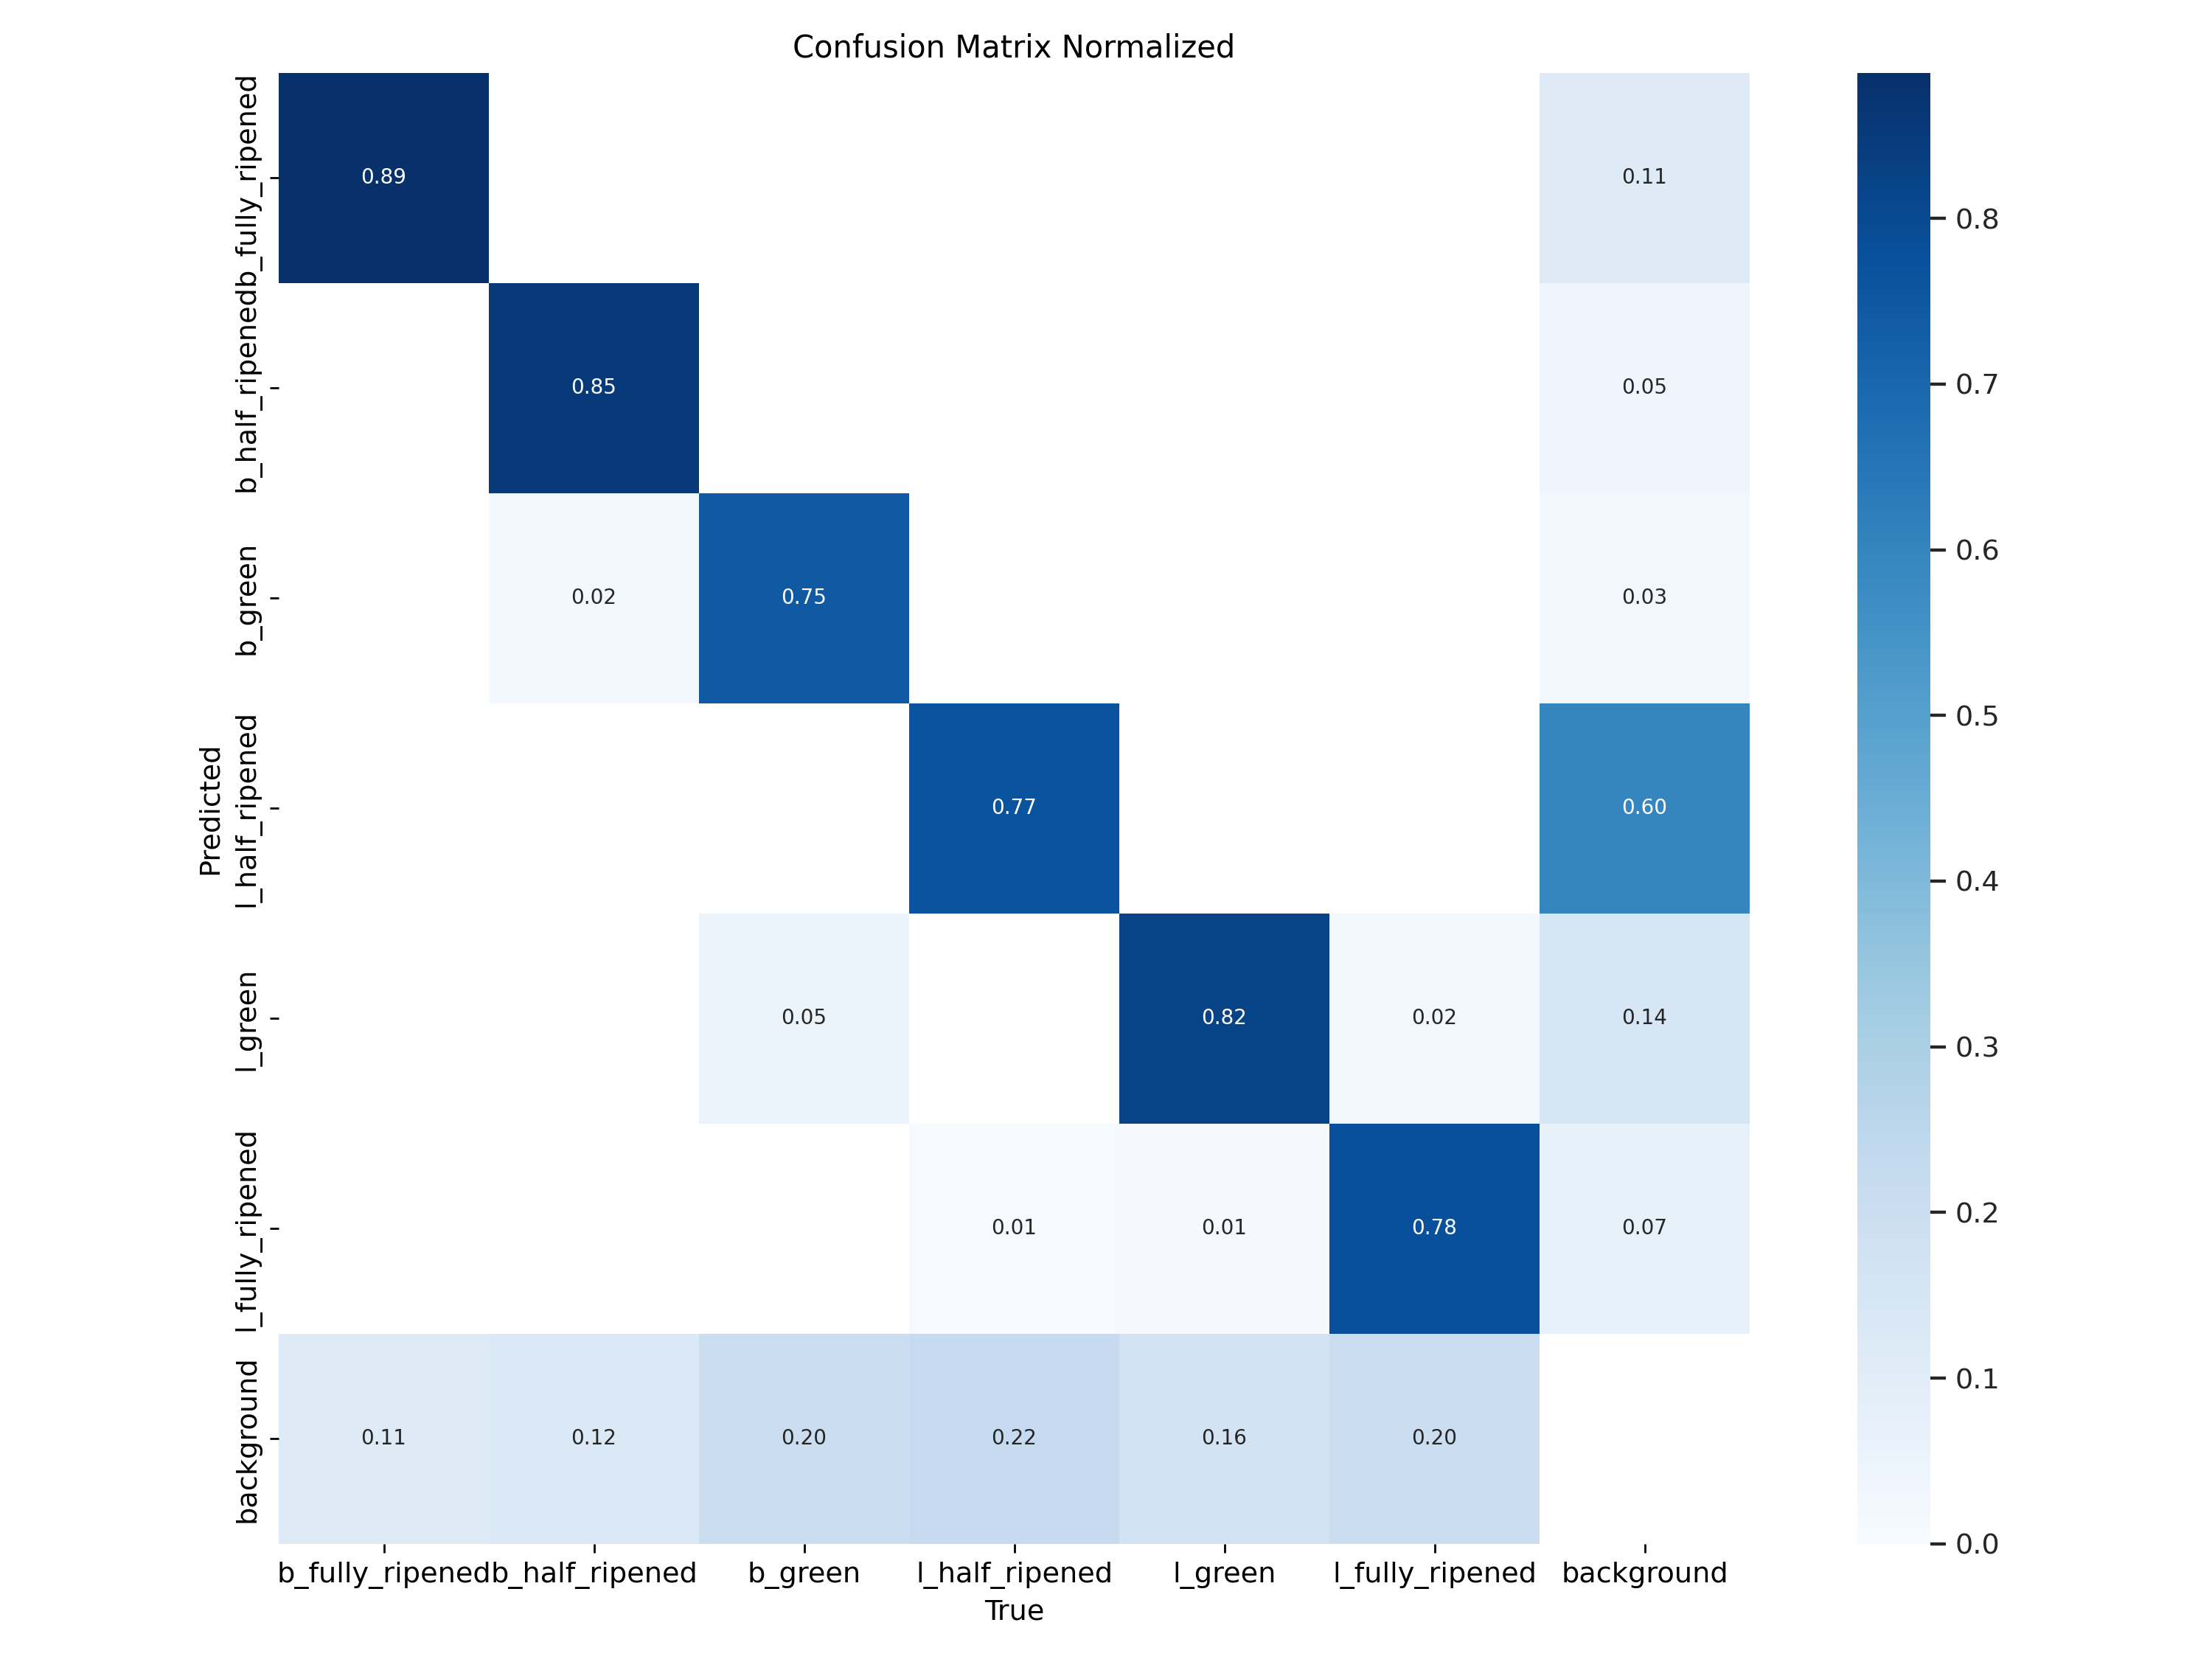 Confusion Matrix Normalized
b_fully_ripened
0.89
0.11
b_half_ripened
0.85
0.05
b_green
0.02
0.75
0.03
l_half_ripened
0.77
0.60
l_green
0.05
0.82
0.02
0.14
l_fully_ripened
0.01
0.01
0.78
0.07
background
0.11
0.12
0.20
0.22
0.16
0.20
Predicted
b_fully_ripened
b_half_ripened
b_green
l_half_ripened
l_green
l_fully_ripened
background
True
0.8
0.7
0.6
0.5
0.4
0.3
0.2
0.1
0.0